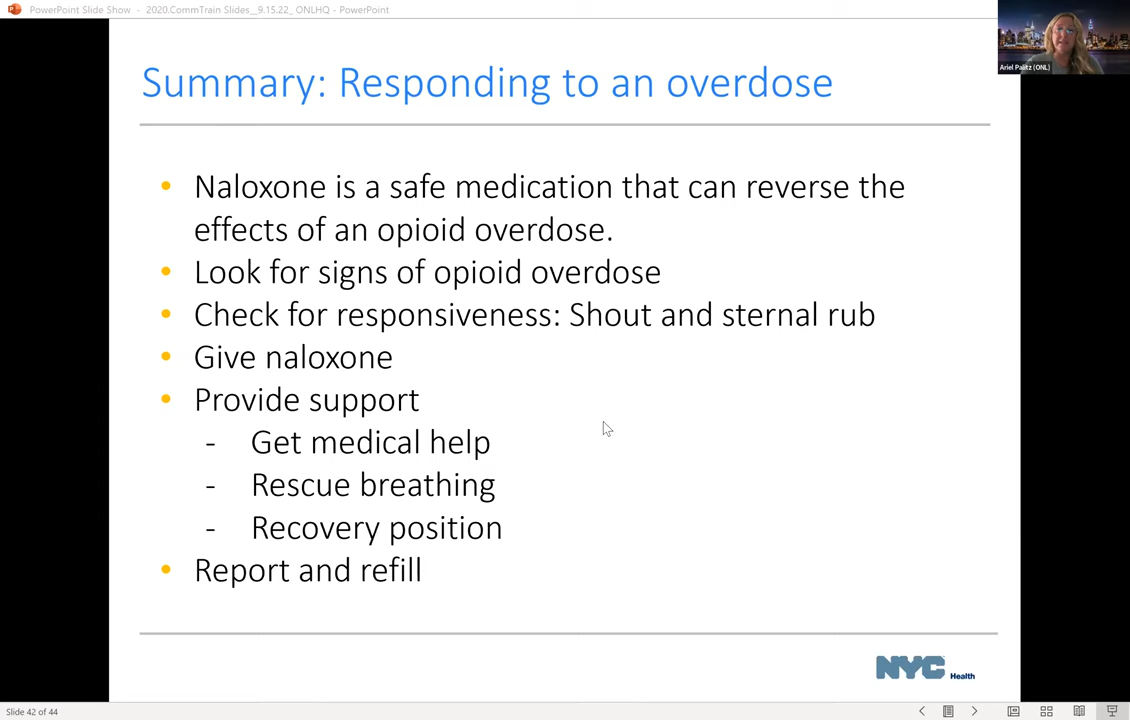 PowerPoint Slide Show - 2020.CommTrain Slides__9.15.22_ ONLHQ - PowerPoint
Ariel Palitz (ONL)
Summary: Responding to an overdose
• Naloxone is a safe medication that can reverse the
effects of an opioid overdose.
• Look for signs of opioid overdose
• Check for responsiveness: Shout and sternal rub
• Give naloxone
• Provide support
- Get medical help
- Rescue breathing
- Recovery position
• Report and refill
NYC Health
Slide 42 of 44